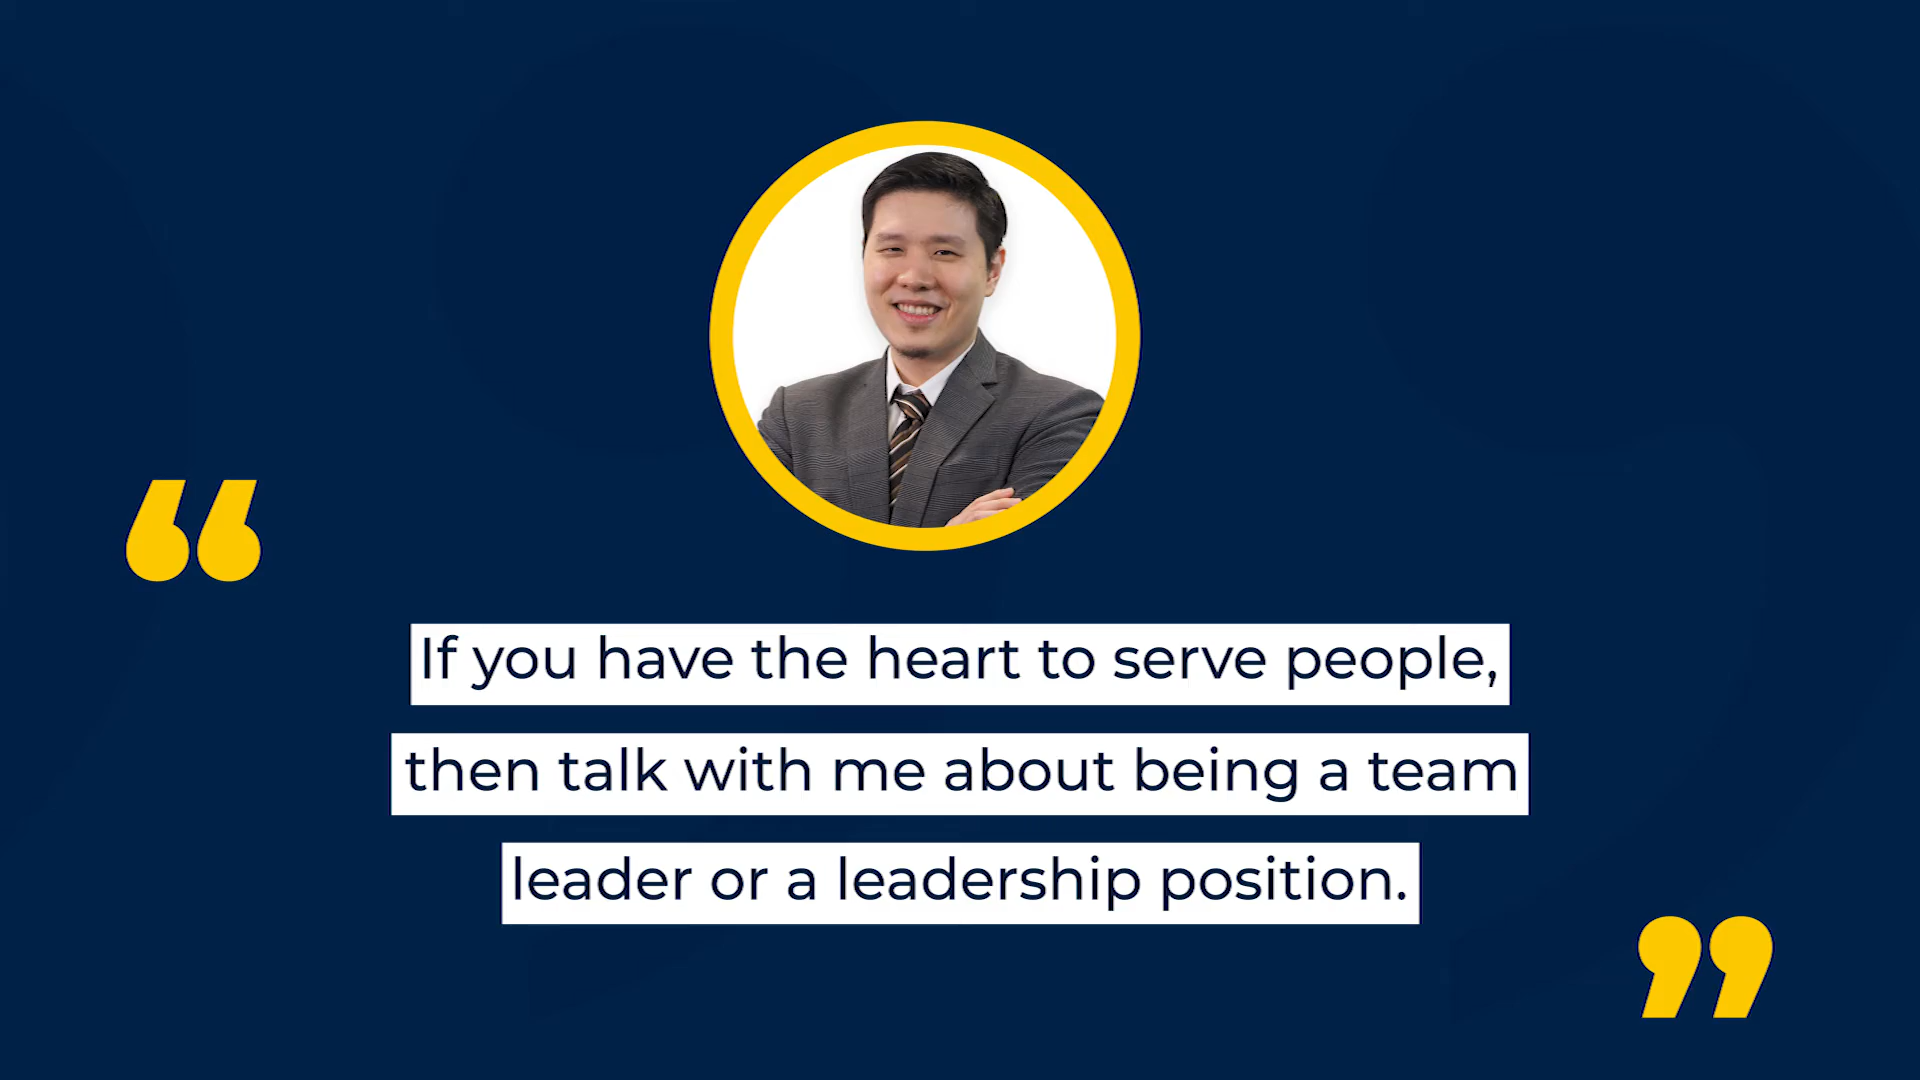 “
If you have the heart to serve people,
then talk with me about being a team
leader or a leadership position.
”